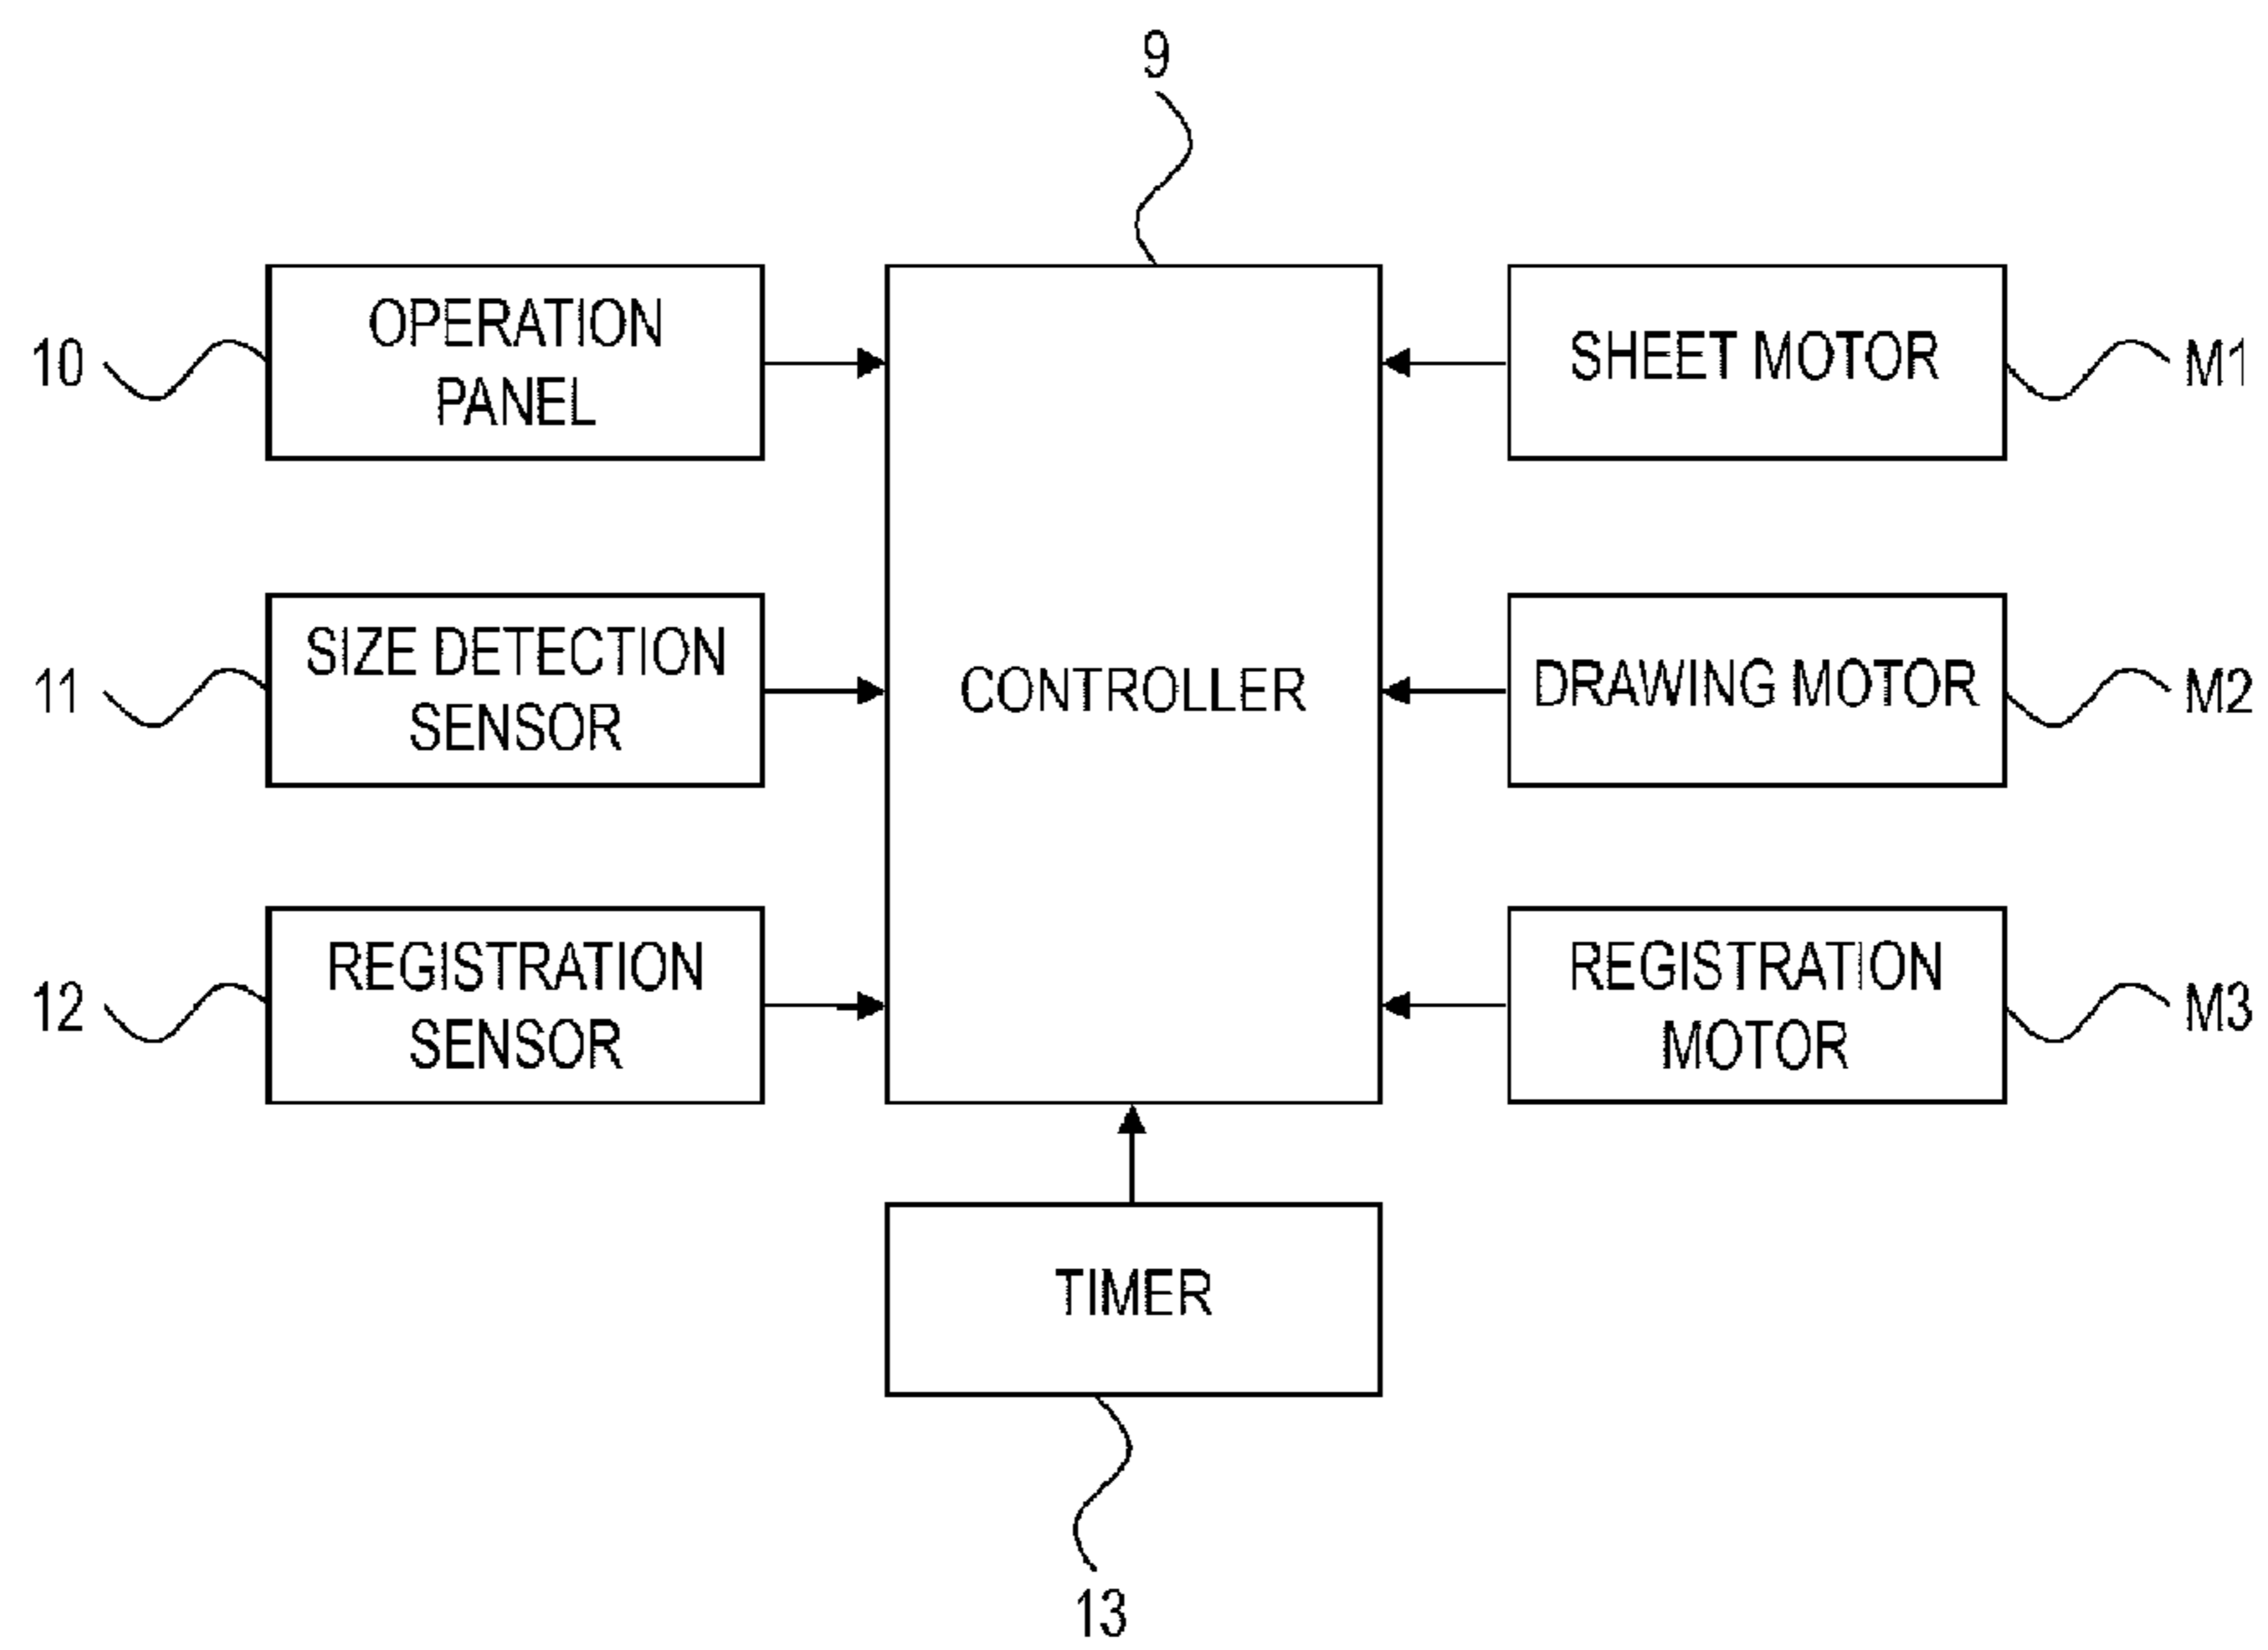 9
10
OPERATION
PANEL
SHEET MOTOR
M1
11
SIZE DETECTION
SENSOR
CONTROLLER
DRAWING MOTOR
M2
12
REGISTRATION
SENSOR
REGISTRATION
MOTOR
M3
TIMER
13